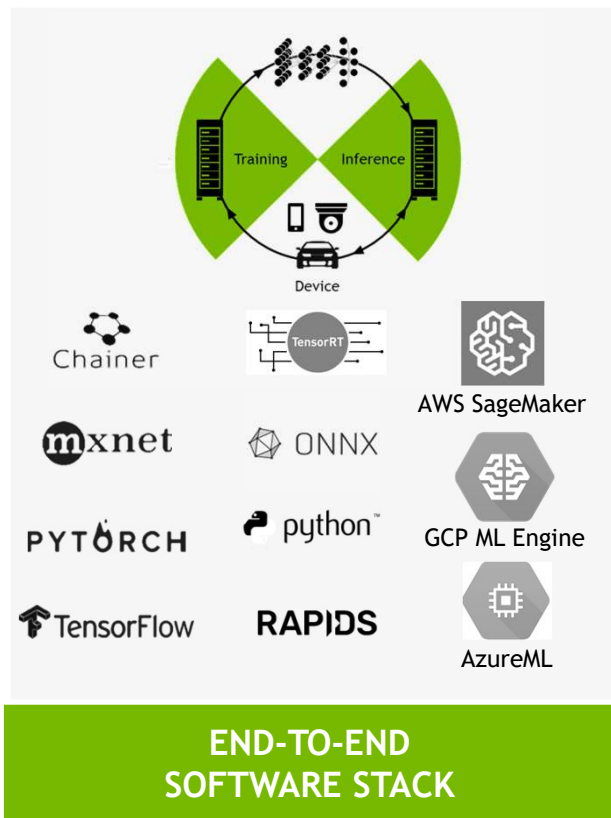 Training
Inference
Device
Chainer
TensorRT
AWS SageMaker
mxnet
ONNX
GCP ML Engine
PYTORCH
python™
TensorFlow
RAPIDS
AzureML
END-TO-END
SOFTWARE STACK